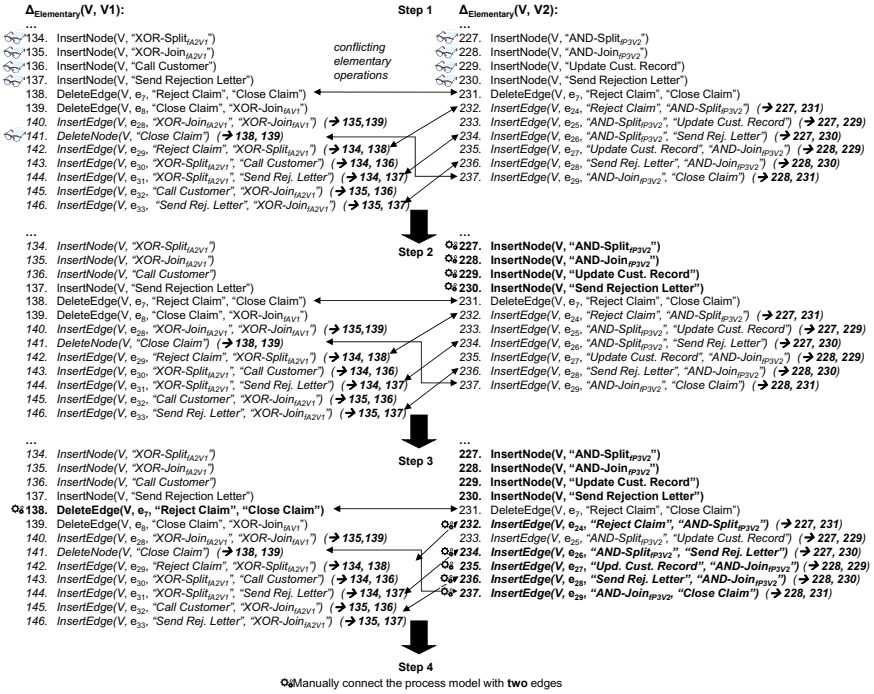 ΔElementary(V, V1):
Step 1
ΔElementary(V, V2):
...
134. InsertNode(V, “XOR-SplitfA2V1”)
135. InsertNode(V, “XOR-JoinfA2V1”)
136. InsertNode(V, “Call Customer”)
137. InsertNode(V, “Send Rejection Letter”)
138. DeleteEdge(V, e7, “Reject Claim”, “Close Claim”)
139. DeleteEdge(V, e8, “Close Claim”, “XOR-JoinfAV1”)
140. InsertEdge(V, e28, “XOR-JoinfA2V1”, “XOR-JoinfA2V1”) (➔ 135,139)
141. DeleteNode(V, “Close Claim”) (➔ 138, 139)
142. InsertEdge(V, e29, “Reject Claim”, “XOR-SplitfA2V1”) (➔ 134, 138)
143. InsertEdge(V, e30, “XOR-SplitfA2V1”, “Call Customer”) (➔ 134, 136)
144. InsertEdge(V, e31, “XOR-SplitfA2V1”, “Send Rej. Letter”) (➔ 134, 137)
145. InsertEdge(V, e32, “Call Customer”, “XOR-JoinfA2V1”) (➔ 135, 136)
146. InsertEdge(V, e33, “Send Rej. Letter”, “XOR-JoinfA2V1”) (➔ 135, 137)
conflicting
elementary
operations
...
227. InsertNode(V, “AND-SplitfP3V2”)
228. InsertNode(V, “AND-JoinfP3V2”)
229. InsertNode(V, “Update Cust. Record”)
230. InsertNode(V, “Send Rejection Letter”)
231. DeleteEdge(V, e7, “Reject Claim”, “Close Claim”)
232. InsertEdge(V, e24, “Reject Claim”, “AND-SplitfP3V2”) (➔ 227, 231)
233. InsertEdge(V, e25, “AND-SplitfP3V2”, “Update Cust. Record”) (➔ 227, 229)
234. InsertEdge(V, e26, “AND-SplitfP3V2”, “Send Rej. Letter”) (➔ 227, 230)
235. InsertEdge(V, e27, “Update Cust. Record”, “AND-JoinfP3V2”) (➔ 228, 229)
236. InsertEdge(V, e28, “Send Rej. Letter”, “AND-JoinfP3V2”) (➔ 228, 230)
237. InsertEdge(V, e29, “AND-JoinfP3V2”, “Close Claim”) (➔ 228, 231)
Step 2
...
134. InsertNode(V, “XOR-SplitfA2V1”)
135. InsertNode(V, “XOR-JoinfA2V1”)
136. InsertNode(V, “Call Customer”)
137. InsertNode(V, “Send Rejection Letter”)
138. DeleteEdge(V, e7, “Reject Claim”, “Close Claim”)
139. DeleteEdge(V, e8, “Close Claim”, “XOR-JoinfAV1”)
140. InsertEdge(V, e28, “XOR-JoinfA2V1”, “XOR-JoinfA2V1”) (➔ 135,139)
141. DeleteNode(V, “Close Claim”) (➔ 138, 139)
142. InsertEdge(V, e29, “Reject Claim”, “XOR-SplitfA2V1”) (➔ 134, 138)
143. InsertEdge(V, e30, “XOR-SplitfA2V1”, “Call Customer”) (➔ 134, 136)
144. InsertEdge(V, e31, “XOR-SplitfA2V1”, “Send Rej. Letter”) (➔ 134, 137)
145. InsertEdge(V, e32, “Call Customer”, “XOR-JoinfA2V1”) (➔ 135, 136)
146. InsertEdge(V, e33, “Send Rej. Letter”, “XOR-JoinfA2V1”) (➔ 135, 137)
...
227. InsertNode(V, “AND-SplitfP3V2”)
228. InsertNode(V, “AND-JoinfP3V2”)
229. InsertNode(V, “Update Cust. Record”)
230. InsertNode(V, “Send Rejection Letter”)
231. DeleteEdge(V, e7, “Reject Claim”, “Close Claim”)
232. InsertEdge(V, e24, “Reject Claim”, “AND-SplitfP3V2”) (➔ 227, 231)
233. InsertEdge(V, e25, “AND-SplitfP3V2”, “Update Cust. Record”) (➔ 227, 229)
234. InsertEdge(V, e26, “AND-SplitfP3V2”, “Send Rej. Letter”) (➔ 227, 230)
235. InsertEdge(V, e27, “Update Cust. Record”, “AND-JoinfP3V2”) (➔ 228, 229)
236. InsertEdge(V, e28, “Send Rej. Letter”, “AND-JoinfP3V2”) (➔ 228, 230)
237. InsertEdge(V, e29, “AND-JoinfP3V2”, “Close Claim”) (➔ 228, 231)
Step 3
...
134. InsertNode(V, “XOR-SplitfA2V1”)
135. InsertNode(V, “XOR-JoinfA2V1”)
136. InsertNode(V, “Call Customer”)
137. InsertNode(V, “Send Rejection Letter”)
138. DeleteEdge(V, e7, “Reject Claim”, “Close Claim”)
139. DeleteEdge(V, e8, “Close Claim”, “XOR-JoinfAV1”)
140. InsertEdge(V, e28, “XOR-JoinfA2V1”, “XOR-JoinfA2V1”) (➔ 135,139)
141. DeleteNode(V, “Close Claim”) (➔ 138, 139)
142. InsertEdge(V, e29, “Reject Claim”, “XOR-SplitfA2V1”) (➔ 134, 138)
143. InsertEdge(V, e30, “XOR-SplitfA2V1”, “Call Customer”) (➔ 134, 136)
144. InsertEdge(V, e31, “XOR-SplitfA2V1”, “Send Rej. Letter”) (➔ 134, 137)
145. InsertEdge(V, e32, “Call Customer”, “XOR-JoinfA2V1”) (➔ 135, 136)
146. InsertEdge(V, e33, “Send Rej. Letter”, “XOR-JoinfA2V1”) (➔ 135, 137)
...
227. InsertNode(V, “AND-SplitfP3V2”)
228. InsertNode(V, “AND-JoinfP3V2”)
229. InsertNode(V, “Update Cust. Record”)
230. InsertNode(V, “Send Rejection Letter”)
231. DeleteEdge(V, e7, “Reject Claim”, “Close Claim”)
232. InsertEdge(V, e24, “Reject Claim”, “AND-SplitfP3V2”) (➔ 227, 231)
233. InsertEdge(V, e25, “AND-SplitfP3V2”, “Update Cust. Record”) (➔ 227, 229)
234. InsertEdge(V, e26, “AND-SplitfP3V2”, “Send Rej. Letter”) (➔ 227, 230)
235. InsertEdge(V, e27, “Upd. Cust. Record”, “AND-JoinfP3V2”) (➔ 228, 229)
236. InsertEdge(V, e28, “Send Rej. Letter”, “AND-JoinfP3V2”) (➔ 228, 230)
237. InsertEdge(V, e29, “AND-JoinfP3V2, “Close Claim”) (➔ 228, 231)
Step 4
Manually connect the process model with two edges